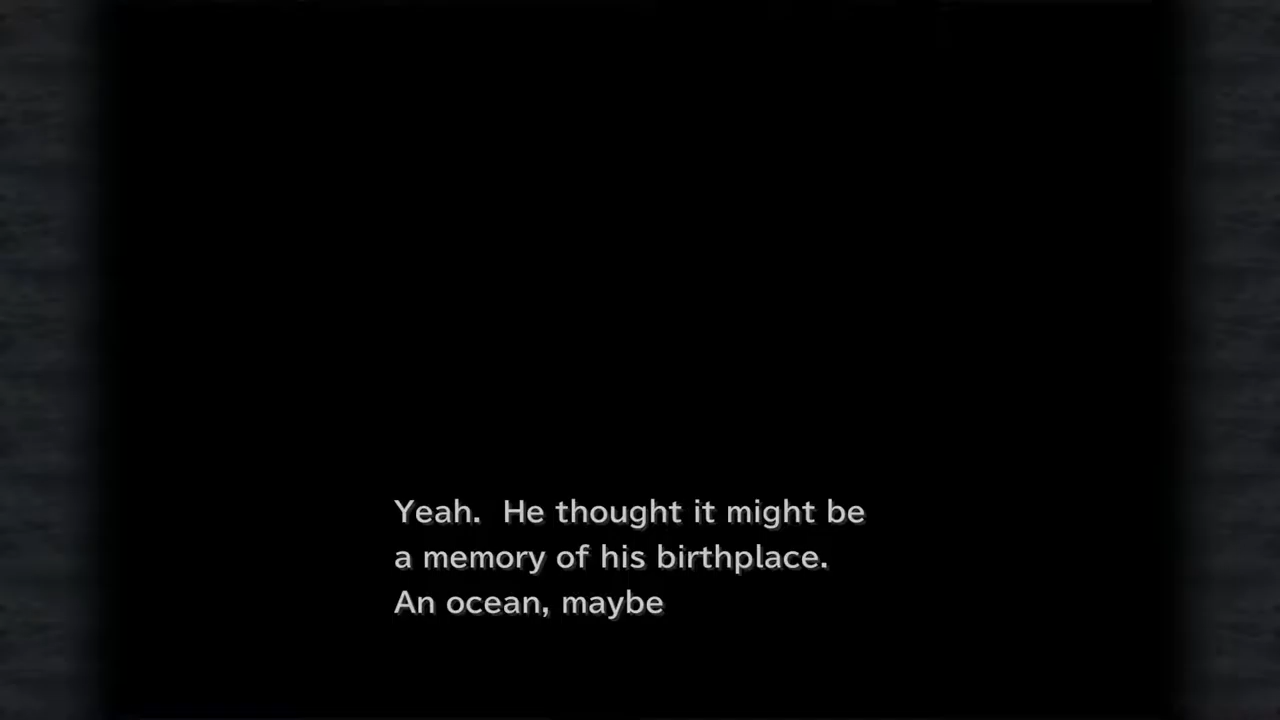 Yeah.  He thought it might be
a memory of his birthplace.
An ocean, maybe